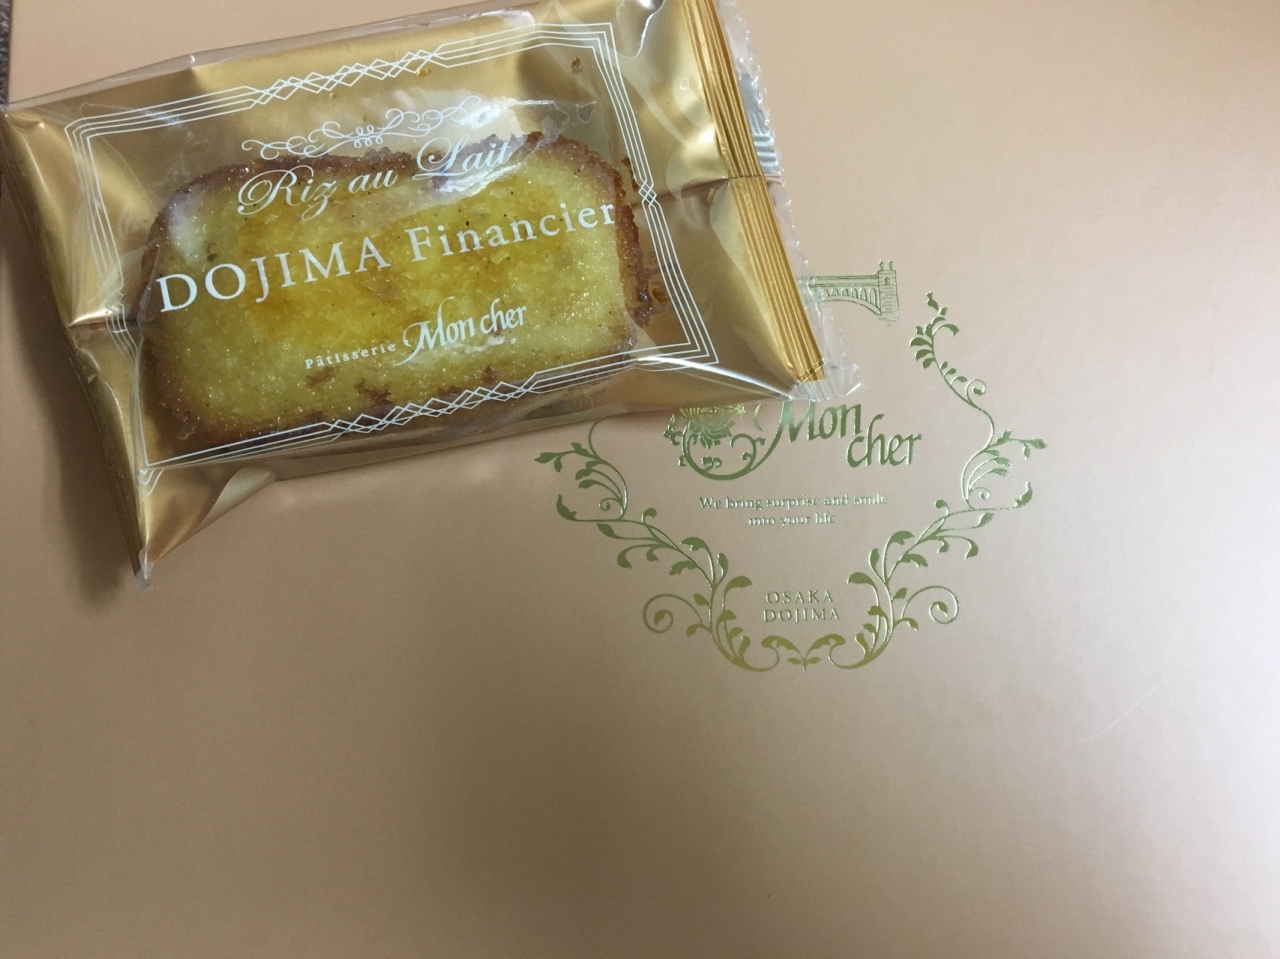 Riz au Lait
DOJIMA Financier
Pâtisserie Mon cher
Mon
cher
We bring surprise and smile
into your life
OSAKA
DOJIMA